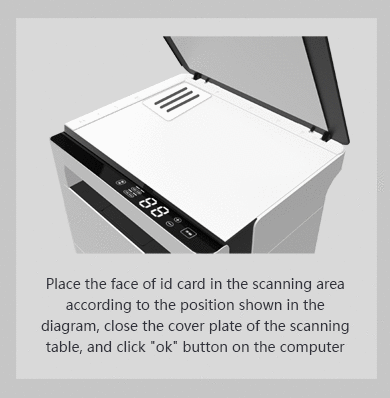 88
Place the face of id card in the scanning area
according to the position shown in the
diagram, close the cover plate of the scanning
table, and click "ok" button on the computer